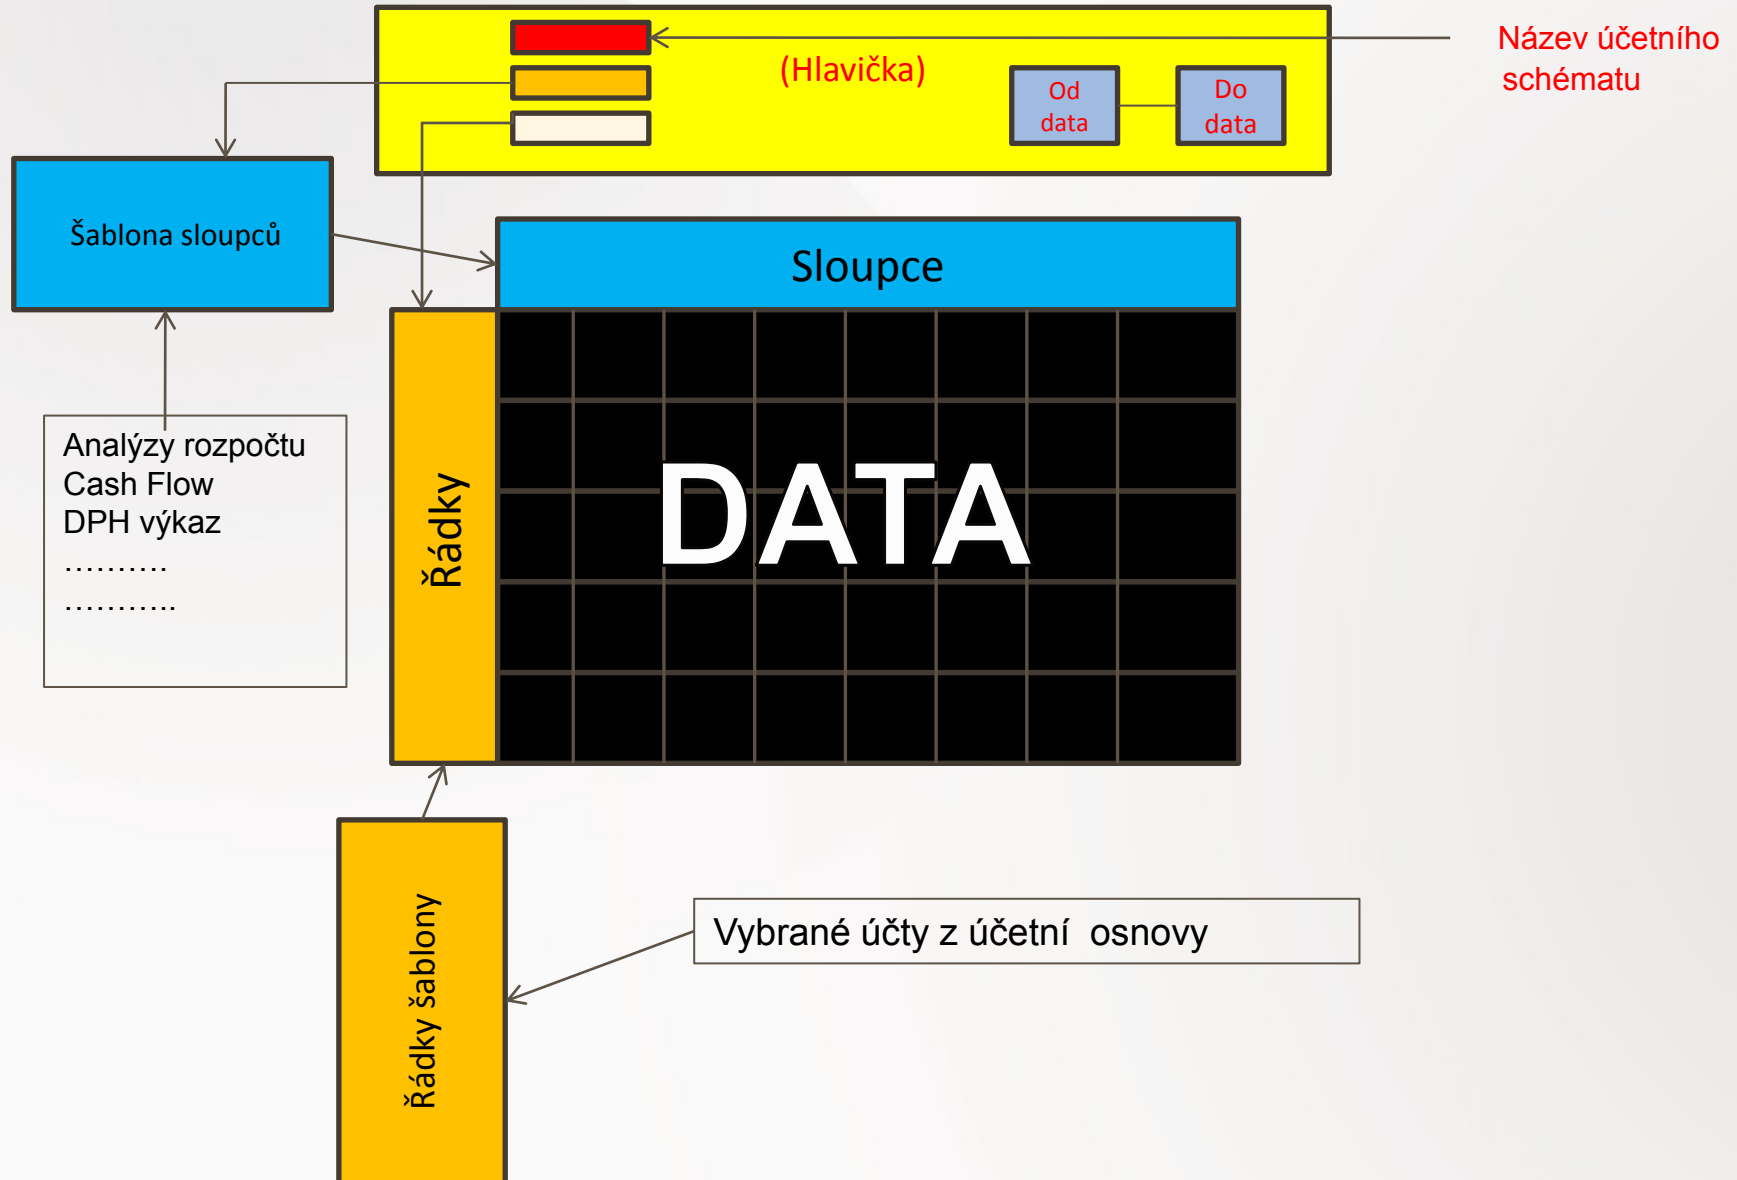 Název účetního
schématu
(Hlavička)
Od
data
Do
data
Šablona sloupců
Sloupce
Analýzy rozpočtu
Cash Flow
DPH výkaz
……….
………..
Řádky
DATA
Řádky šablony
Vybrané účty z účetní  osnovy